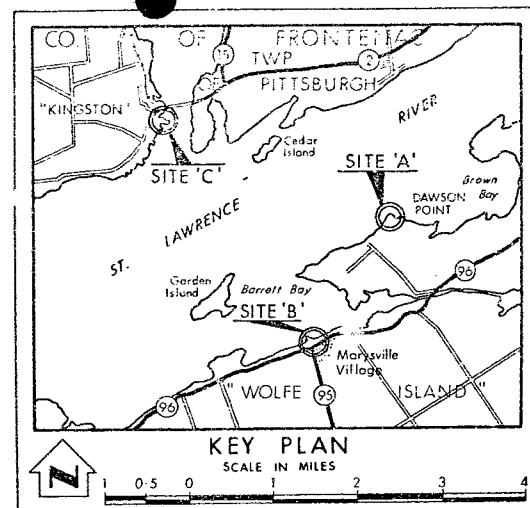 CO. OF FRONTENAC
15 TWP 2
OF PITTSBURGH
"KINGSTON"
RIVER
Cedar
Island
SITE 'C'
SITE 'A'
Brown
Bay
DAWSON
POINT
LAWRENCE
ST.
96
Garden
Island
Barrett Bay
SITE 'B'
Marysville
Village
"WOLFE ISLAND"
95
96
KEY PLAN
SCALE IN MILES
N
1 0.5 0 1 2 3 4